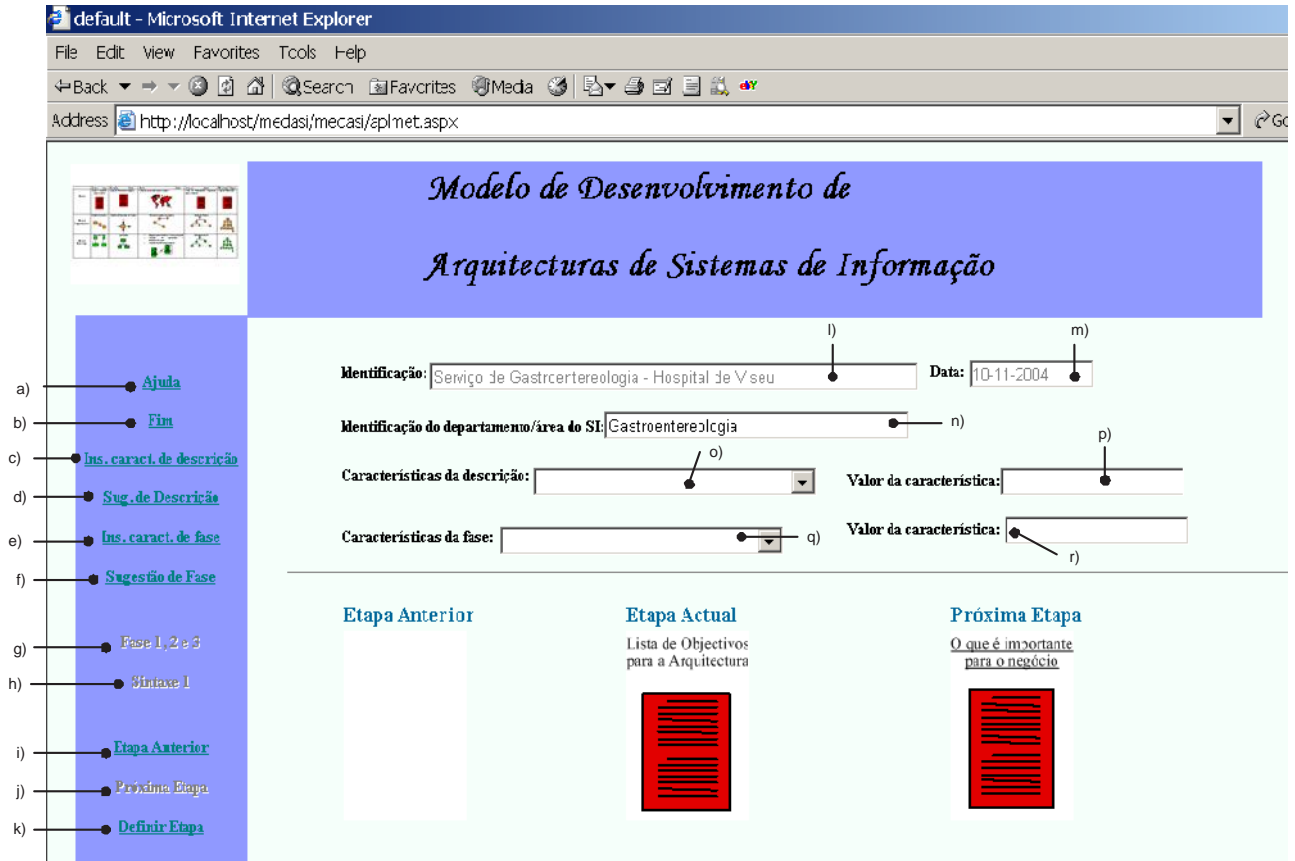 default - Microsoft Internet Explorer
File Edit View Favorites Tools Help
Back Search Favorites Media
Address http://localhost/medasi/mecasi/aplmet.aspx Go
Modelo de Desenvolvimento de
Arquitecturas de Sistemas de Informação
l) m)
Identificação: Serviço de Gastroentereologia - Hospital de Viseu Data: 10-11-2004
a) Ajuda
b) Fim
Identificação do departamento/área do SI: Gastroentereologia n)
o) p)
c) Ins. caract. de descrição
Características da descrição: Valor da característica:
d) Sug. de Descrição
e) Ins. caract. de fase
Características da fase: q) Valor da característica:
r)
f) Sugestão de Fase
Etapa Anterior Etapa Actual Próxima Etapa
g) Fase 1, 2 e 3
Lista de Objectivos
para a Arquitectura
O que é importante
para o negócio
h) Sintaxe 1
i) Etapa Anterior
j) Próxima Etapa
k) Definir Etapa